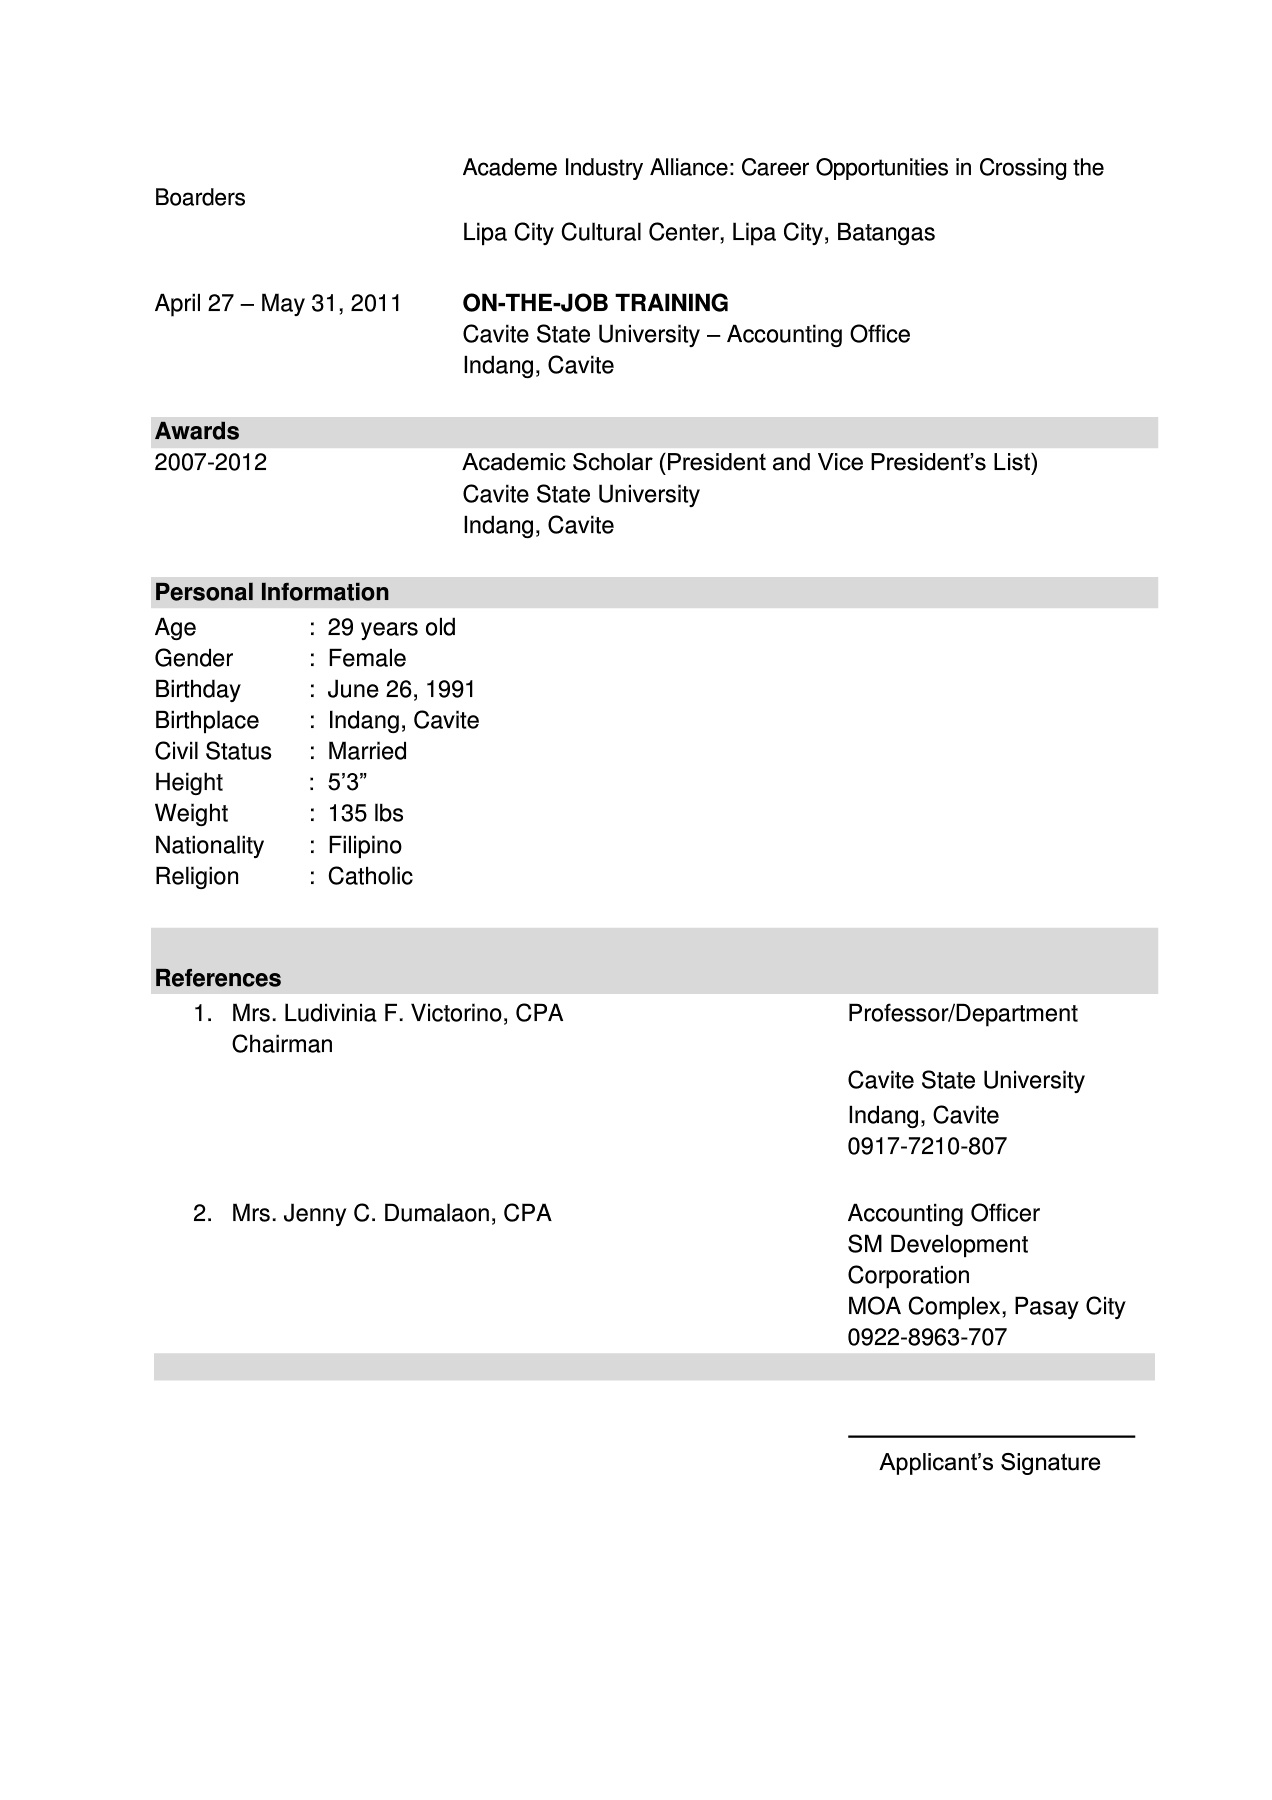 Academe Industry Alliance: Career Opportunities in Crossing the
Boarders
Lipa City Cultural Center, Lipa City, Batangas
April 27 – May 31, 2011 ON-THE-JOB TRAINING
Cavite State University – Accounting Office
Indang, Cavite
Awards
2007-2012 Academic Scholar (President and Vice President’s List)
Cavite State University
Indang, Cavite
Personal Information
Age : 29 years old
Gender : Female
Birthday : June 26, 1991
Birthplace : Indang, Cavite
Civil Status : Married
Height : 5’3”
Weight : 135 lbs
Nationality : Filipino
Religion : Catholic
References
1. Mrs. Ludivinia F. Victorino, CPA Professor/Department
Chairman
Cavite State University
Indang, Cavite
0917-7210-807
2. Mrs. Jenny C. Dumalaon, CPA Accounting Officer
SM Development
Corporation
MOA Complex, Pasay City
0922-8963-707
Applicant’s Signature